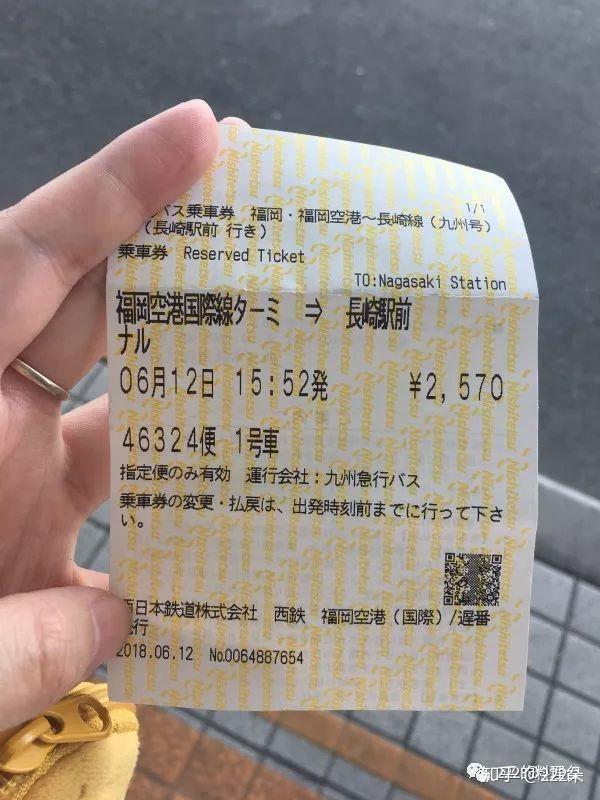 1/1
バス乗車券 福岡・福岡空港～長崎線（九州号）
（長崎駅前 行き）
乗車券 Reserved Ticket
TO:Nagasaki Station
福岡空港国際線ターミ ⇒ 長崎駅前
ナル
06月12日 15:52発 ¥2,570
46324便 1号車
指定便のみ有効 運行会社：九州急行バス
乗車券の変更・払戻は、出発時刻前までに行って下さ
い。
西日本鉄道株式会社 西鉄 福岡空港（国際）/遅番
発行
2018.06.12 No.0064887654
Nishitetsu